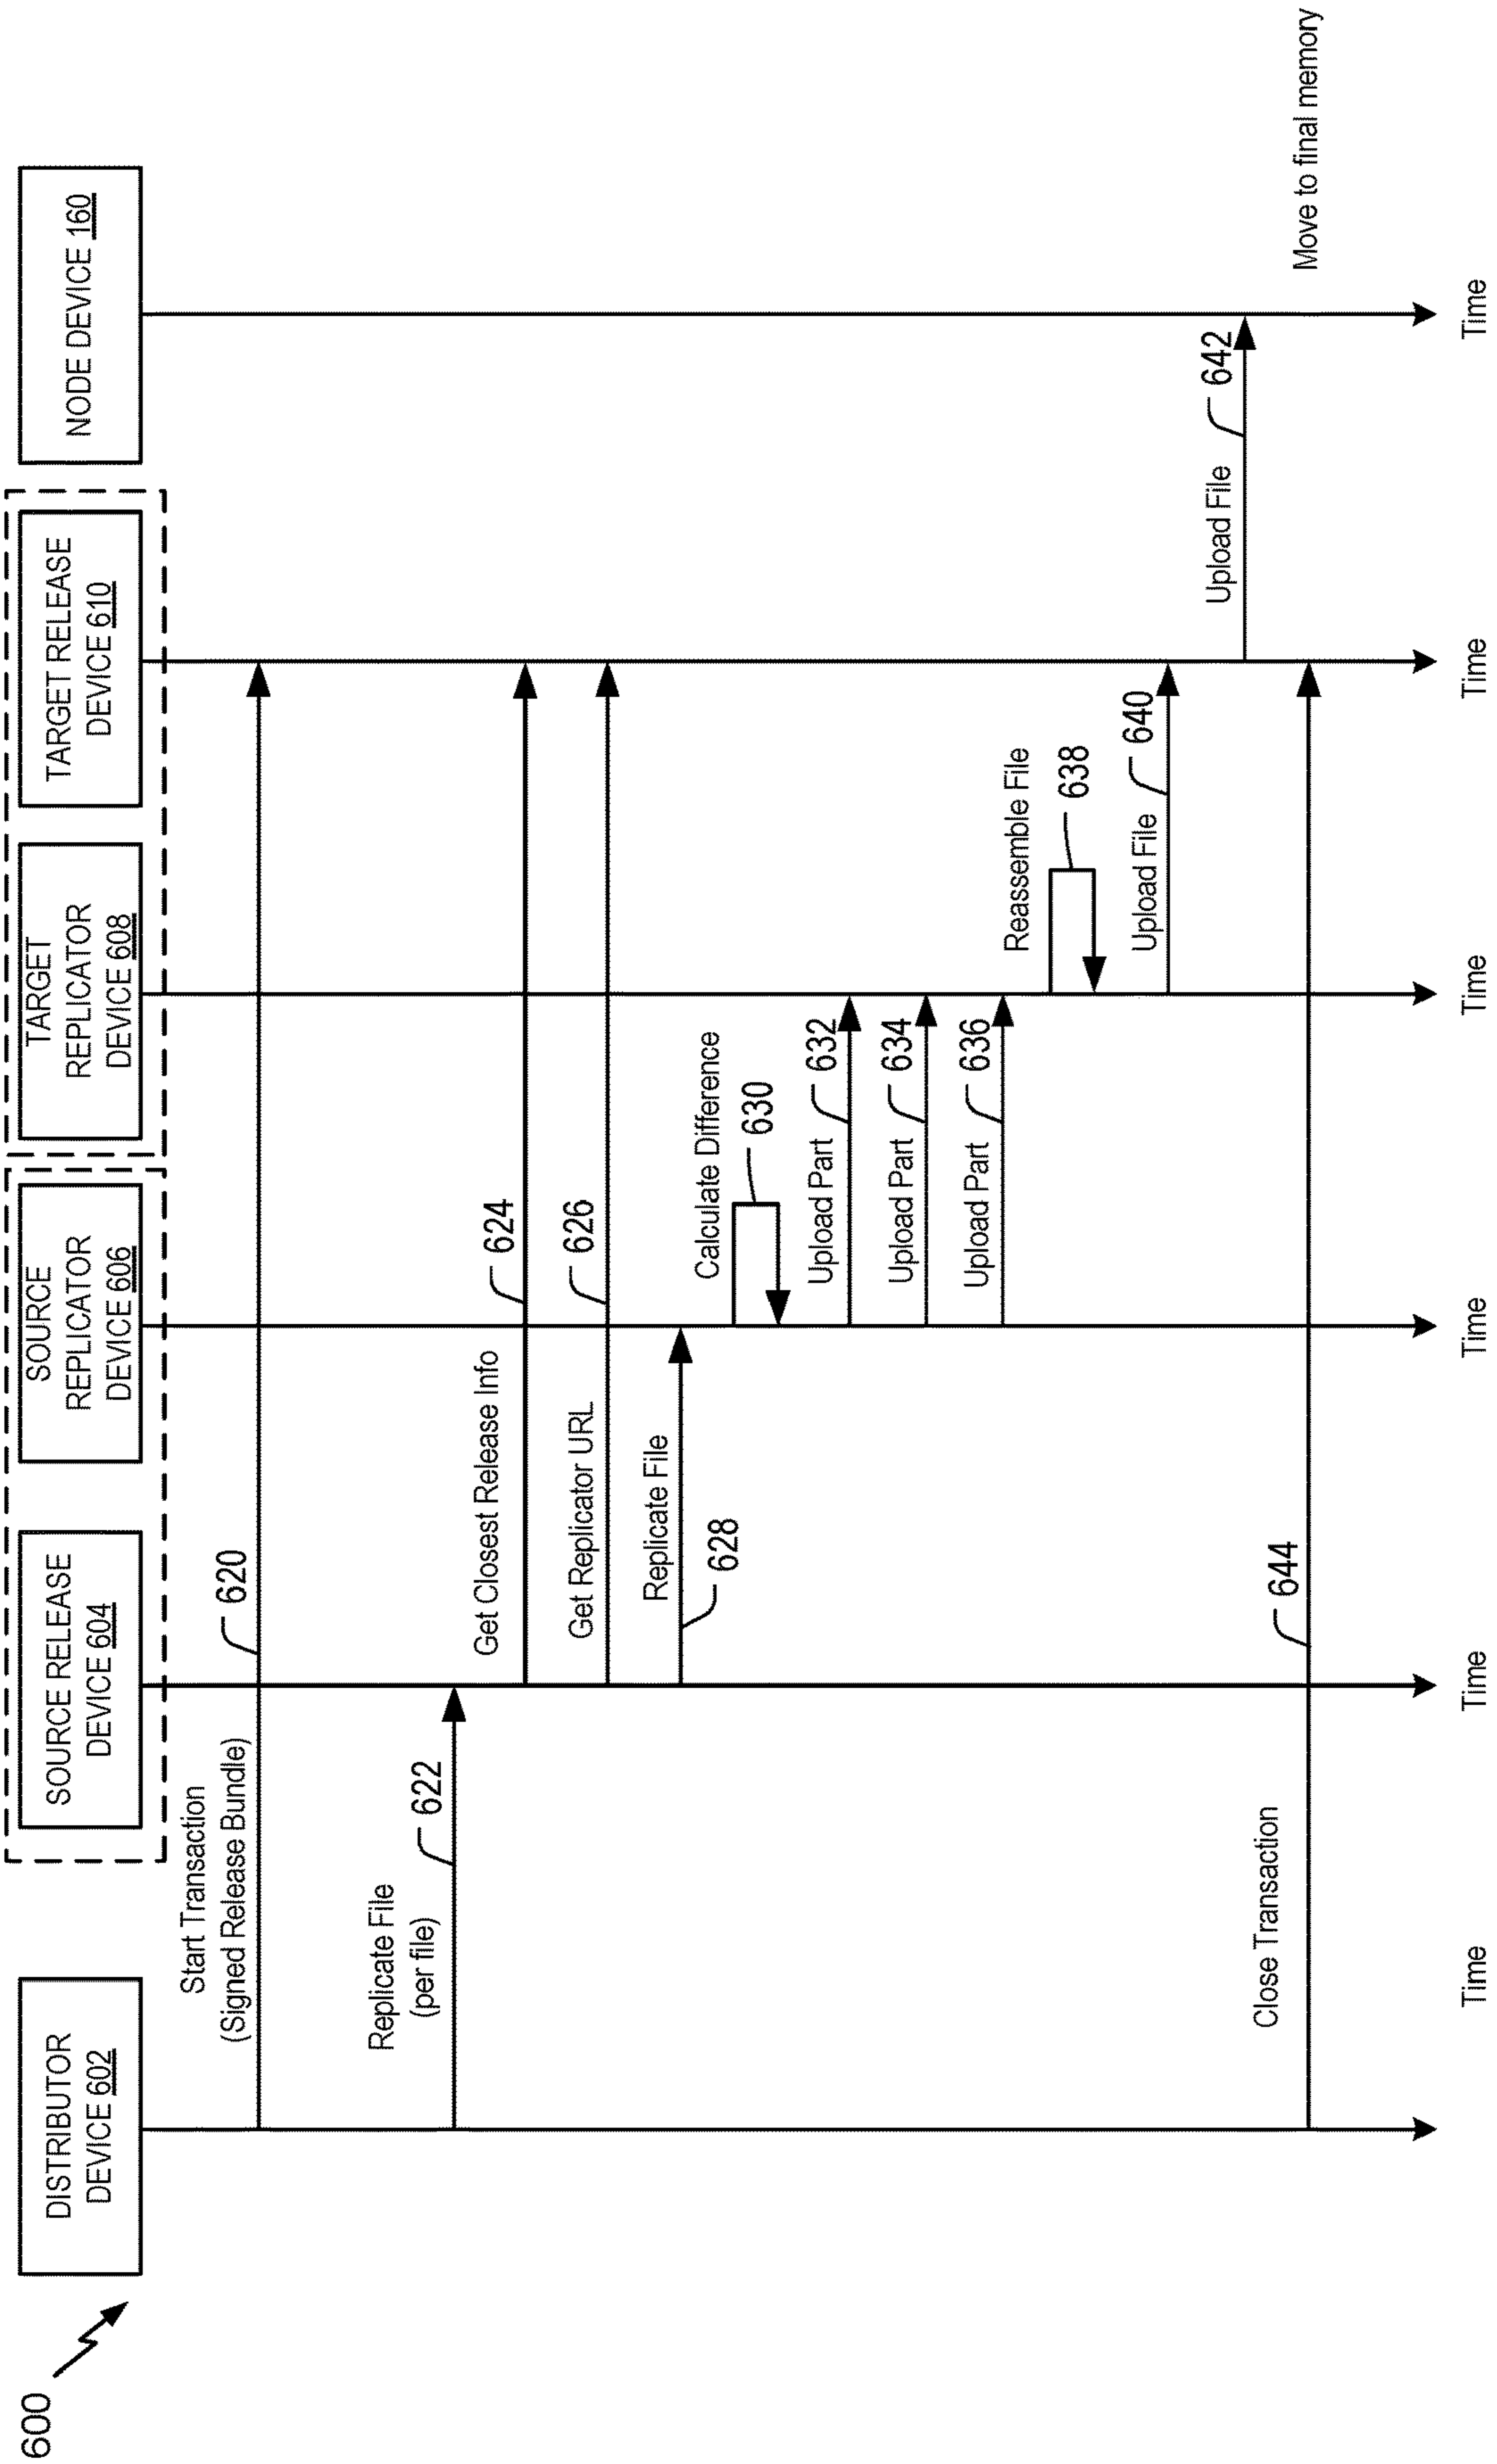 600
DISTRIBUTOR
DEVICE 602
SOURCE RELEASE
DEVICE 604
SOURCE
REPLICATOR
DEVICE 606
TARGET
REPLICATOR
DEVICE 608
TARGET RELEASE
DEVICE 610
NODE DEVICE 160
Start Transaction
(Signed Release Bundle)
620
Replicate File
(per file)
622
Get Closest Release Info
624
Get Replicator URL
626
Replicate File
628
Calculate Difference
630
Upload Part
632
Upload Part
634
Upload Part
636
Reassemble File
638
Upload File
640
Upload File
642
Close Transaction
644
Move to final memory
Time
Time
Time
Time
Time
Time